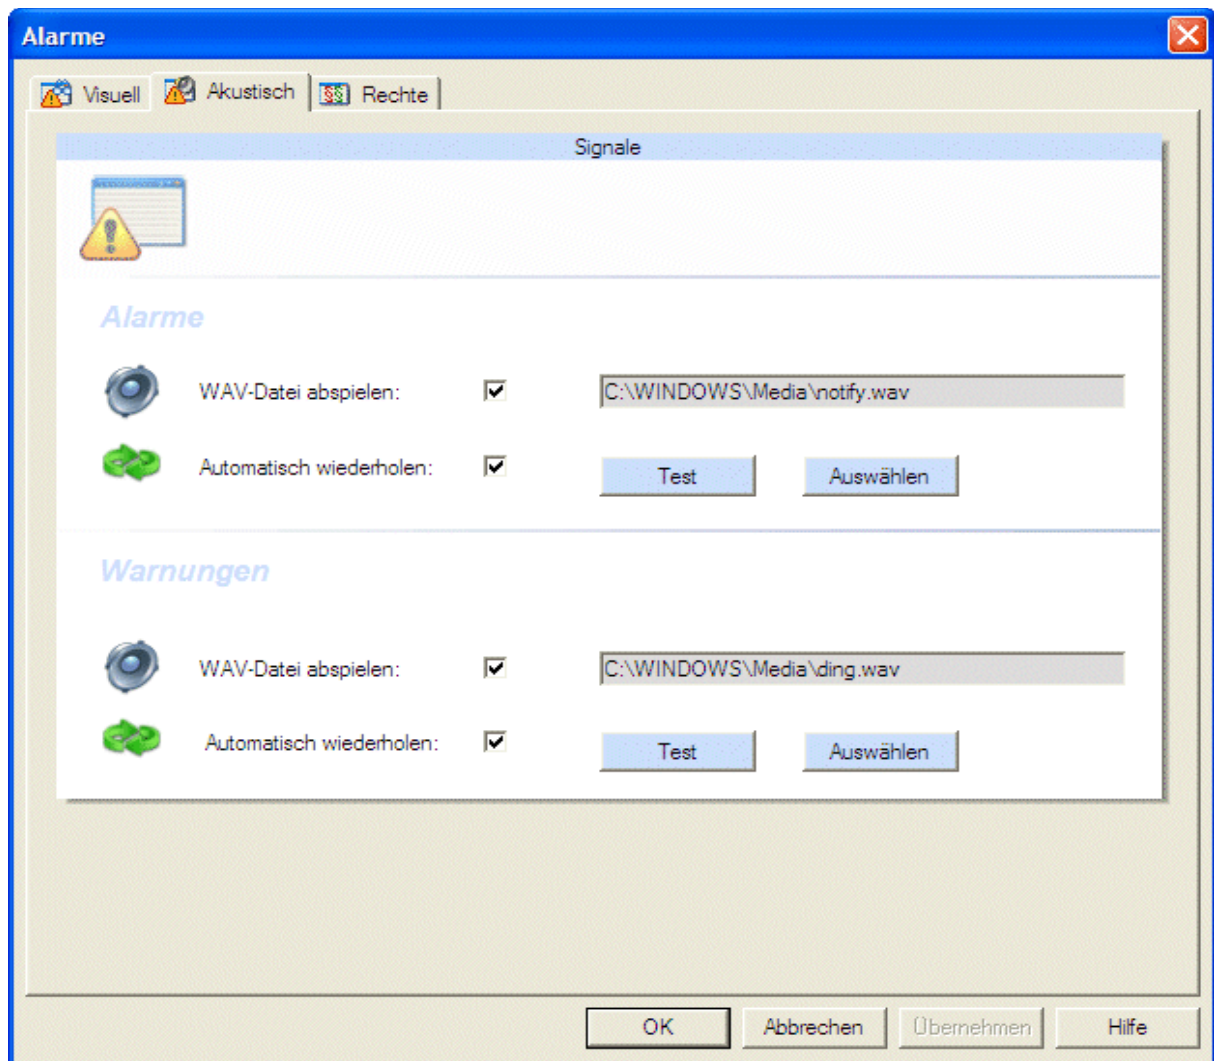 Alarme
Visuell Akustisch Rechte
Signale
Alarme
WAV-Datei abspielen: C:\WINDOWS\Media\notify.wav
Automatisch wiederholen: Test Auswählen
Warnungen
WAV-Datei abspielen: C:\WINDOWS\Media\ding.wav
Automatisch wiederholen: Test Auswählen
OK Abbrechen Übernehmen Hilfe